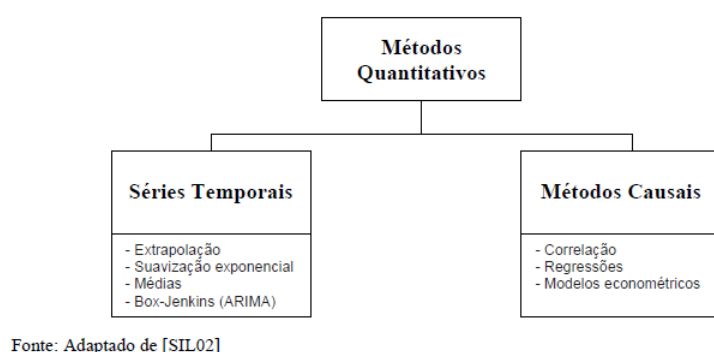 Métodos
Quantitativos
Séries Temporais
- Extrapolação
- Suavização exponencial
- Médias
- Box-Jenkins (ARIMA)
Métodos Causais
- Correlação
- Regressões
- Modelos econométricos
Fonte: Adaptado de [SIL02]